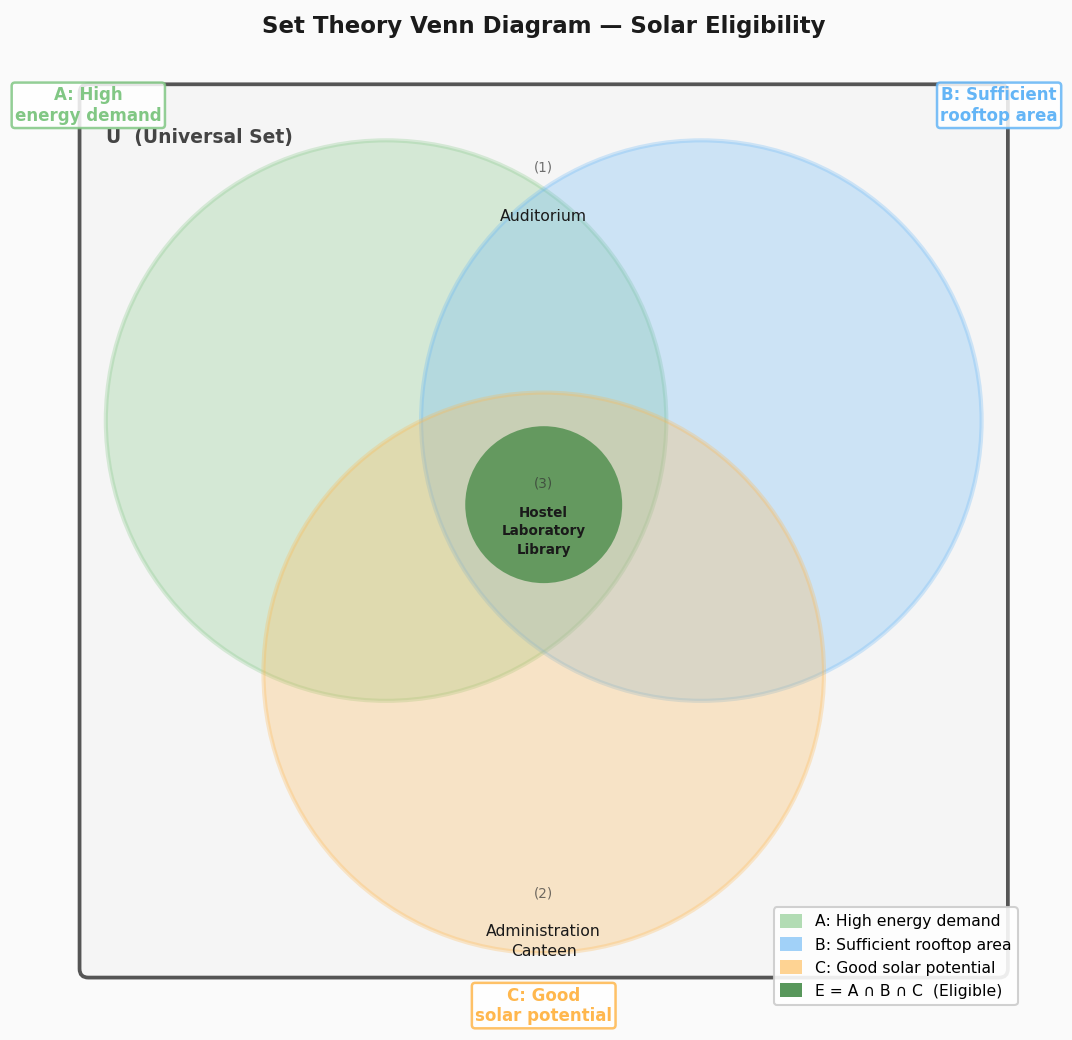 Set Theory Venn Diagram — Solar Eligibility
A: High
energy demand
B: Sufficient
rooftop area
U (Universal Set)
(1)
Auditorium
(3)
Hostel
Laboratory
Library
(2)
Administration
Canteen
A: High energy demand
B: Sufficient rooftop area
C: Good solar potential
E = A ∩ B ∩ C (Eligible)
C: Good
solar potential